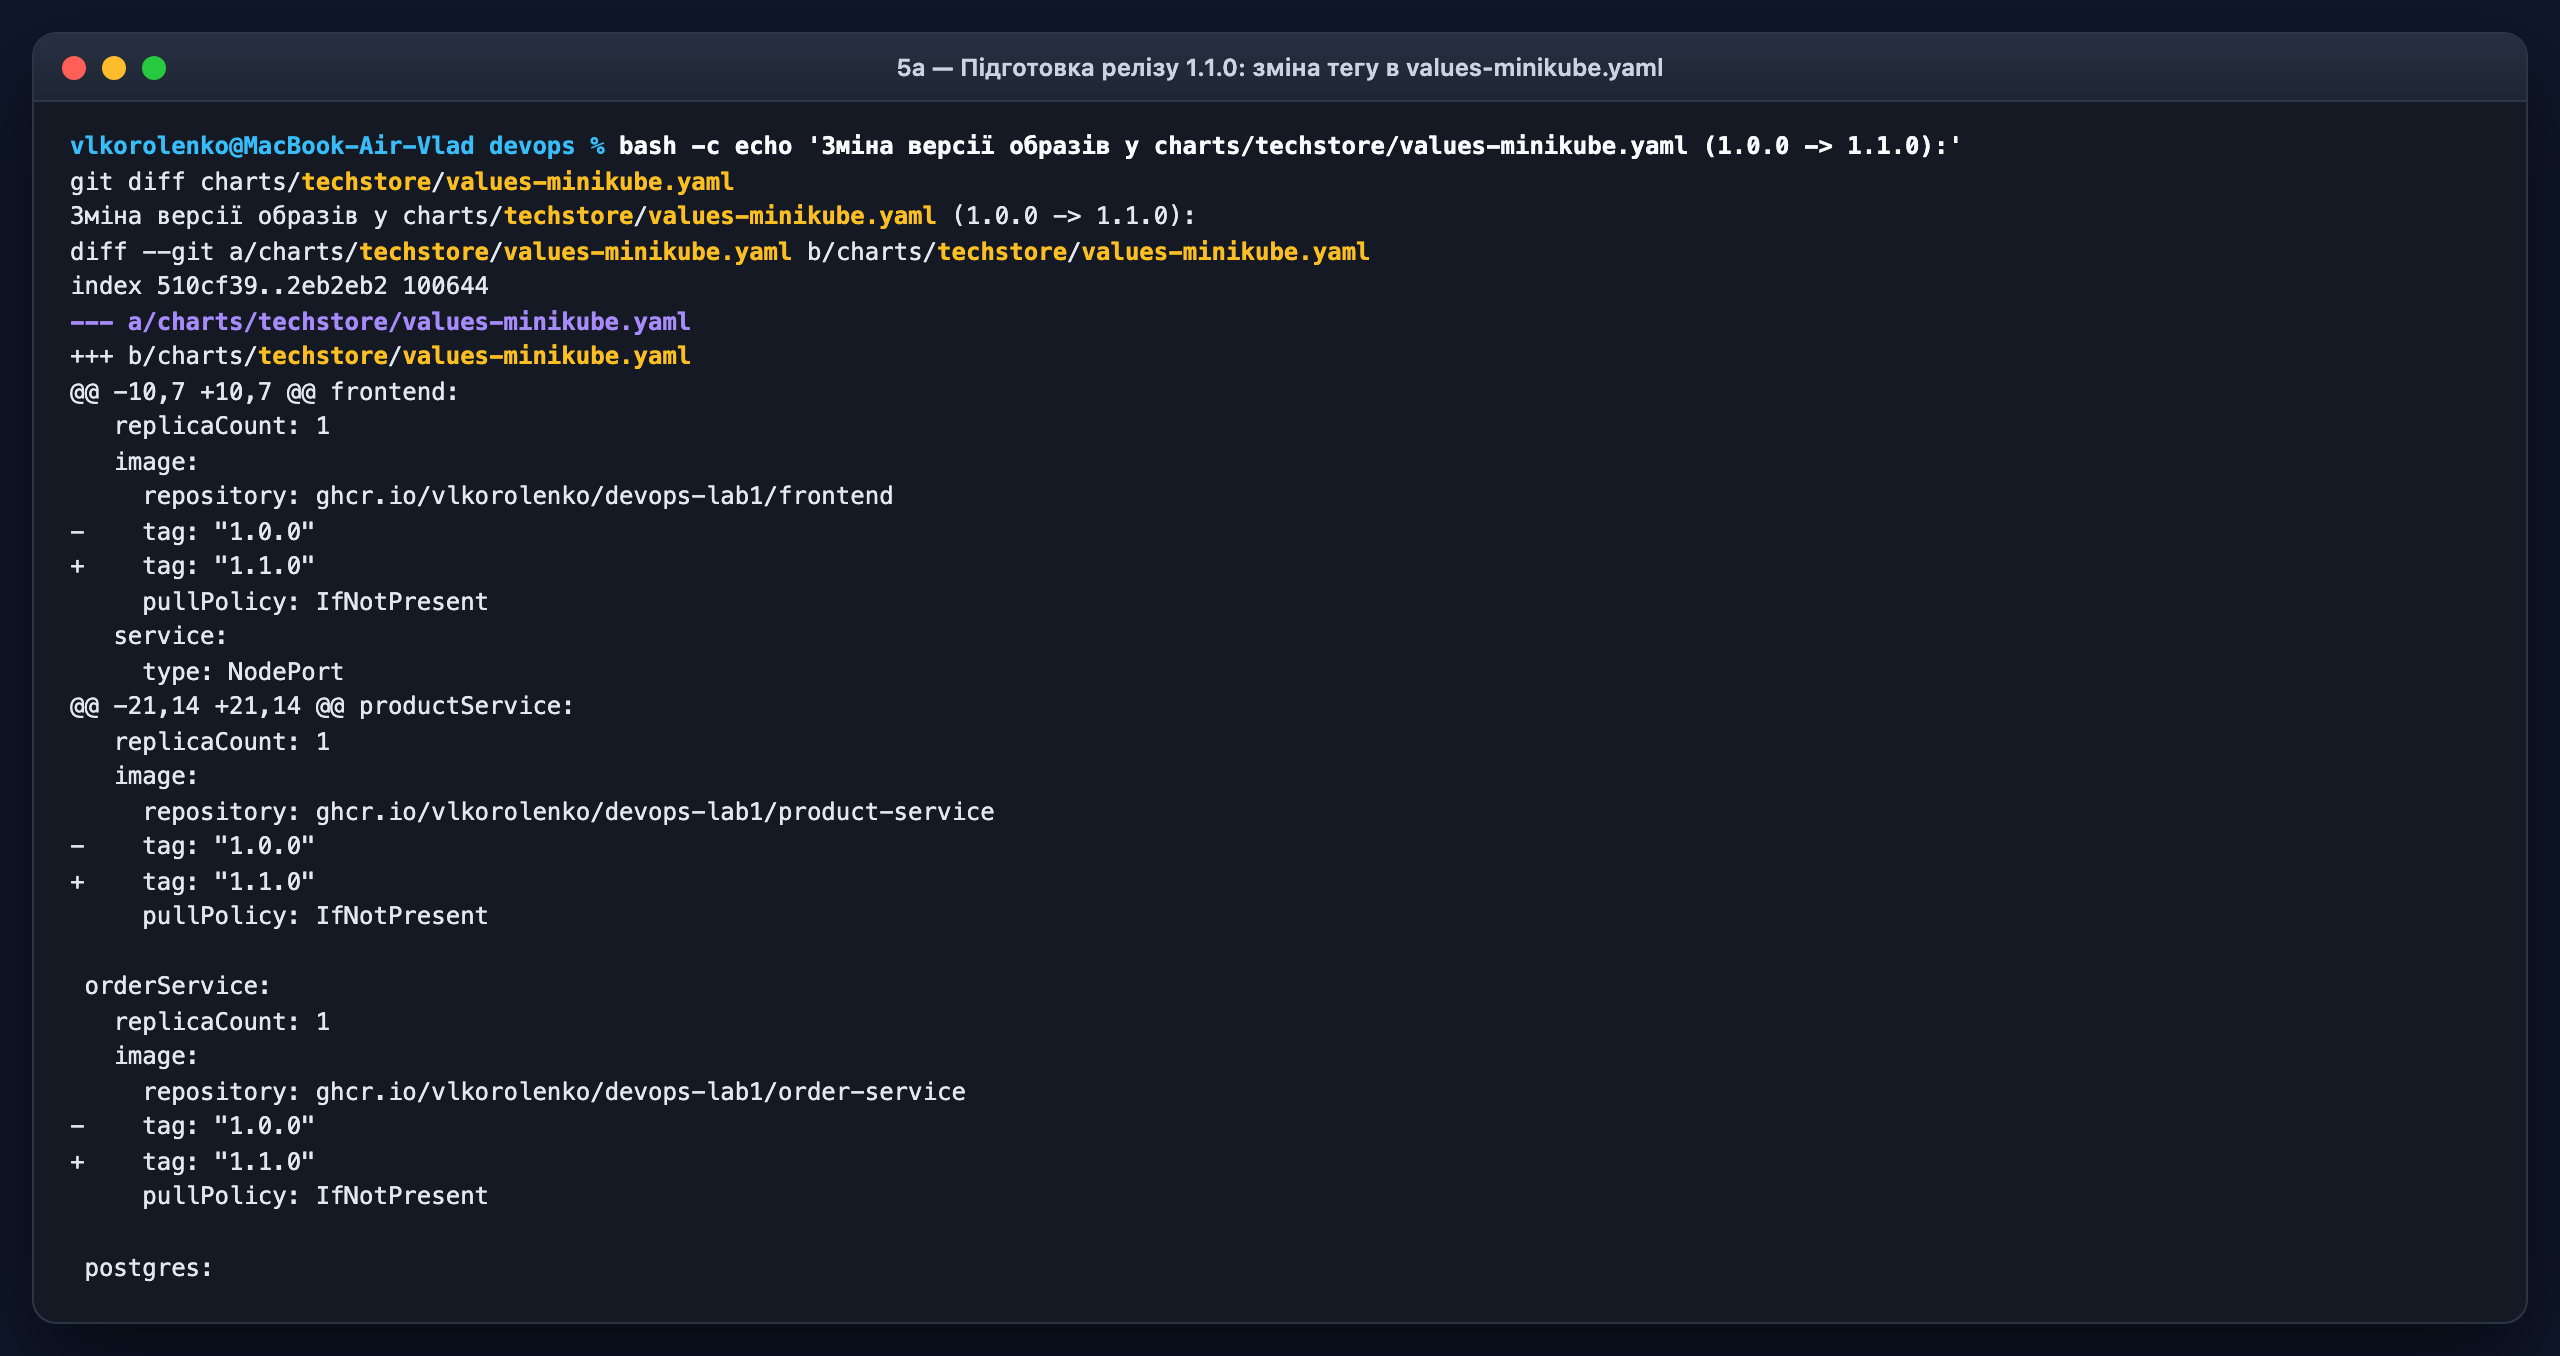 5a — Підготовка релізу 1.1.0: зміна тегу в values-minikube.yaml
vlkorolenko@MacBook-Air-Vlad devops % bash -c echo 'Зміна версії образів у charts/techstore/values-minikube.yaml (1.0.0 -> 1.1.0):'
git diff charts/techstore/values-minikube.yaml
Зміна версії образів у charts/techstore/values-minikube.yaml (1.0.0 -> 1.1.0):
diff --git a/charts/techstore/values-minikube.yaml b/charts/techstore/values-minikube.yaml
index 510cf39..2eb2eb2 100644
--- a/charts/techstore/values-minikube.yaml
+++ b/charts/techstore/values-minikube.yaml
@@ -10,7 +10,7 @@ frontend:
   replicaCount: 1
   image:
     repository: ghcr.io/vlkorolenko/devops-lab1/frontend
-    tag: "1.0.0"
+    tag: "1.1.0"
     pullPolicy: IfNotPresent
   service:
     type: NodePort
@@ -21,14 +21,14 @@ productService:
   replicaCount: 1
   image:
     repository: ghcr.io/vlkorolenko/devops-lab1/product-service
-    tag: "1.0.0"
+    tag: "1.1.0"
     pullPolicy: IfNotPresent
 orderService:
   replicaCount: 1
   image:
     repository: ghcr.io/vlkorolenko/devops-lab1/order-service
-    tag: "1.0.0"
+    tag: "1.1.0"
     pullPolicy: IfNotPresent
 postgres: